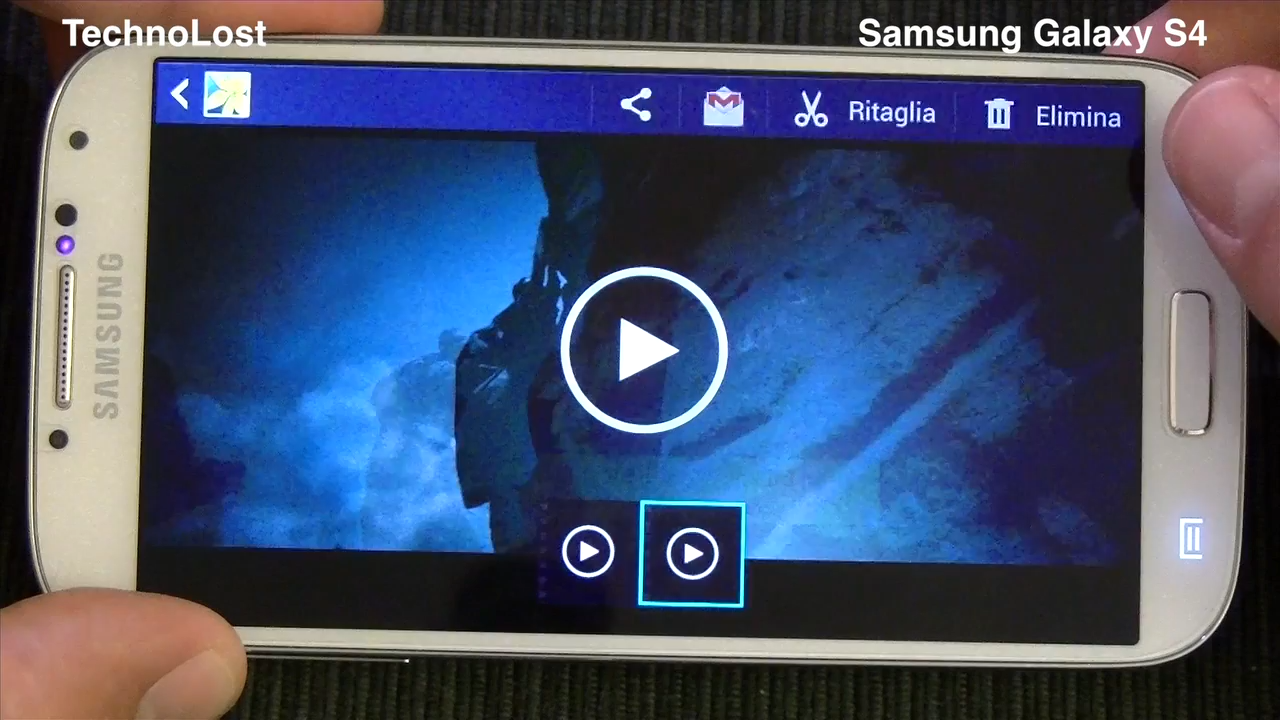 TechnoLost
Samsung Galaxy S4
Ritaglia
Elimina
SAMSUNG